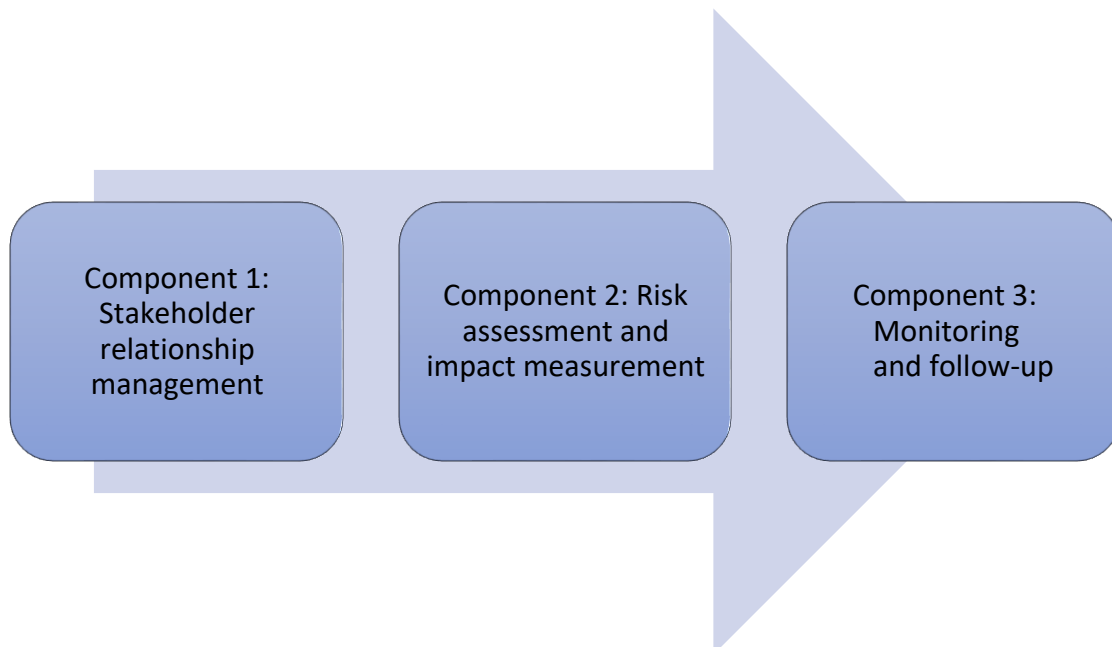 Component 1:
Stakeholder
relationship
management
Component 2: Risk
assessment and
impact measurement
Component 3:
Monitoring
and follow-up